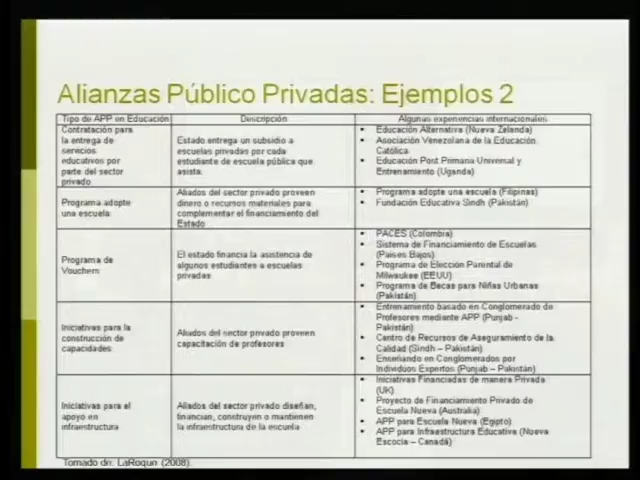 Alianzas Público Privadas: Ejemplos 2
Tipo de APP en Educación
Descripción
Algunas experiencias internacionales
Contratación para
la entrega de
servicios
educativos por
parte del sector
privado
Estado entrega un subsidio a
escuelas privadas por cada
estudiante de escuela pública que
asista.
• Educación Alternativa (Nueva Zelanda)
• Asociación Venezolana de la Educación
Católica
• Educación Post Primaria Universal y
Entrenamiento (Uganda)
Programa adopte
una escuela
Aliados del sector privado proveen
dinero o recursos materiales para
complementar el financiamiento del
Estado
• Programa adopte una escuela (Filipinas)
• Fundación Educativa Sindh (Pakistán)
Programa de
Vouchers
El estado financia la asistencia de
algunos estudiantes a escuelas
privadas
• PACES (Colombia)
• Sistema de Financiamiento de Escuelas
(Países Bajos)
• Programa de Elección Parental de
Milwaukee (EEUU)
• Programa de Becas para Niñas Urbanas
(Pakistán)
Iniciativas para la
construcción de
capacidades
Aliados del sector privado proveen
capacitación de profesores
• Entrenamiento basado en Conglomerado de
Profesores mediante APP (Punjab -
Pakistán)
• Centro de Recursos de Aseguramiento de la
Calidad (Sindh – Pakistán)
• Enseñando en Conglomerados por
Individuos Expertos (Punjab – Pakistán)
Iniciativas para el
apoyo en
infraestructura
Aliados del sector privado diseñan,
financian, construyen o mantienen
la infraestructura de la escuela
• Iniciativas Financiadas de manera Privada
(UK)
• Proyecto de Financiamiento Privado de
Escuela Nueva (Australia)
• APP para Escuela Nueva (Egipto)
• APP para Infraestructura Educativa (Nueva
Escocia – Canadá)
Tomado de: LaRoqun (2008)